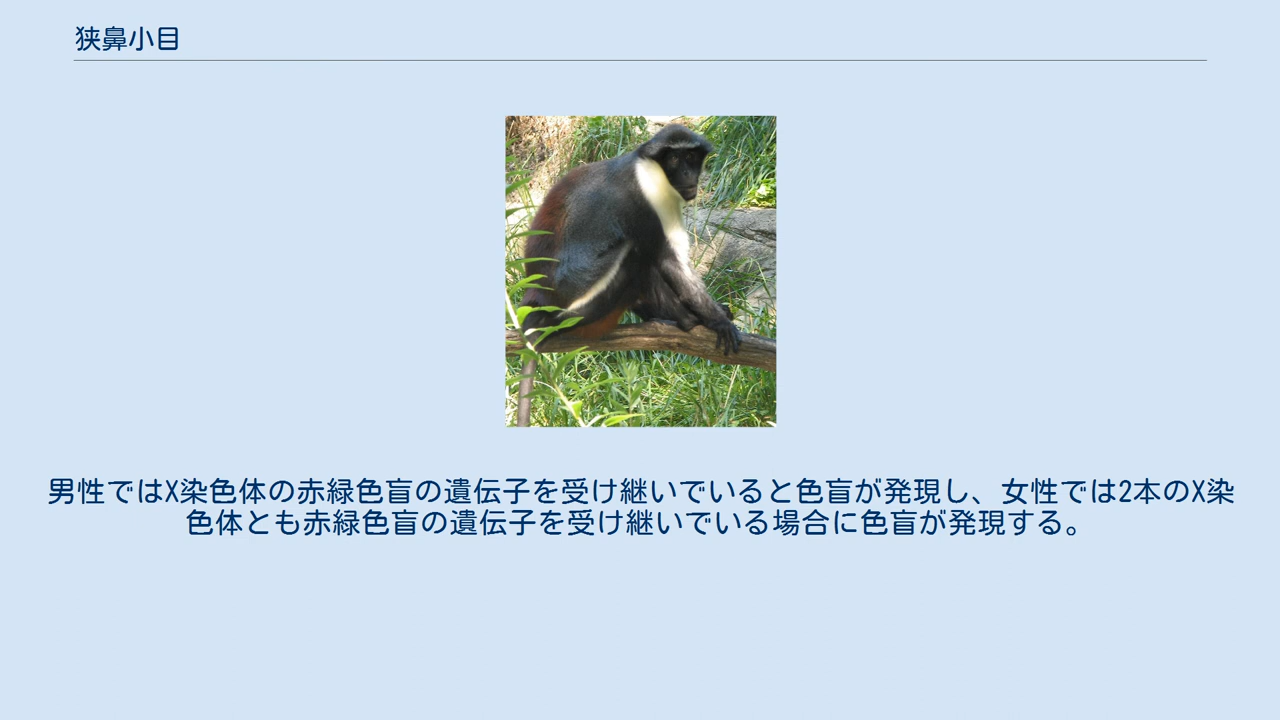 狭鼻小目
男性ではX染色体の赤緑色盲の遺伝子を受け継いでいると色盲が発現し、女性では2本のX染
色体とも赤緑色盲の遺伝子を受け継いでいる場合に色盲が発現する。